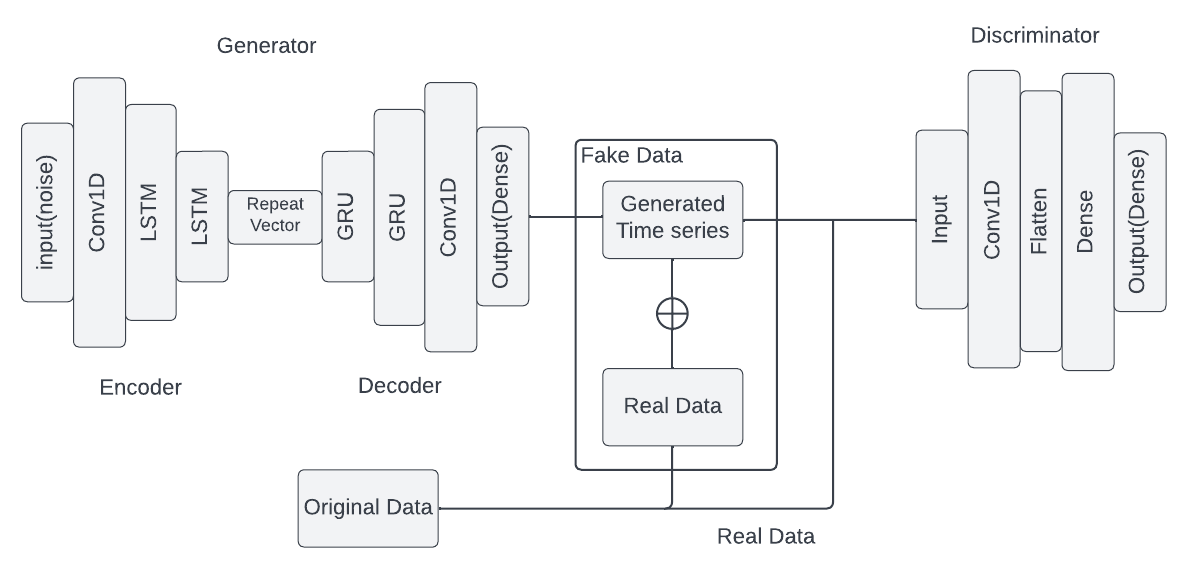 Generator
Discriminator
input(noise)
Conv1D
LSTM
LSTM
Repeat
Vector
GRU
GRU
Conv1D
Output(Dense)
Fake Data
Generated
Time series
Real Data
Input
Conv1D
Flatten
Dense
Output(Dense)
Encoder
Decoder
Original Data
Real Data